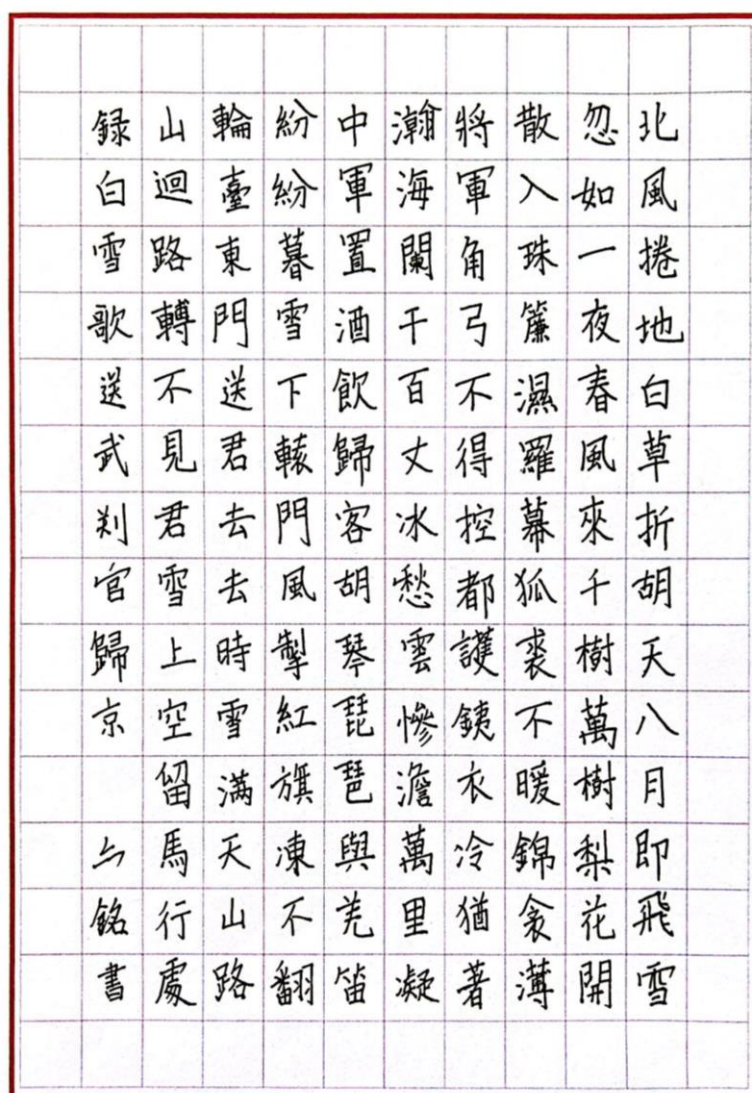 北風捲地白草折胡天八月即飛雪
忽如一夜春風來千樹萬樹梨花開
散入珠簾濕羅幕狐裘不暖錦衾薄
將軍角弓不得控都護銕衣冷猶著
瀚海闌干百丈冰愁雲慘澹萬里凝
中軍置酒飲歸客胡琴琵琶與羌笛
紛紛暮雪下轅門風掣紅旗凍不翻
輪臺東門送君去去時雪滿天山路
山迴路轉不見君雪上空留馬行處
録白雪歌送武判官歸京 銘書